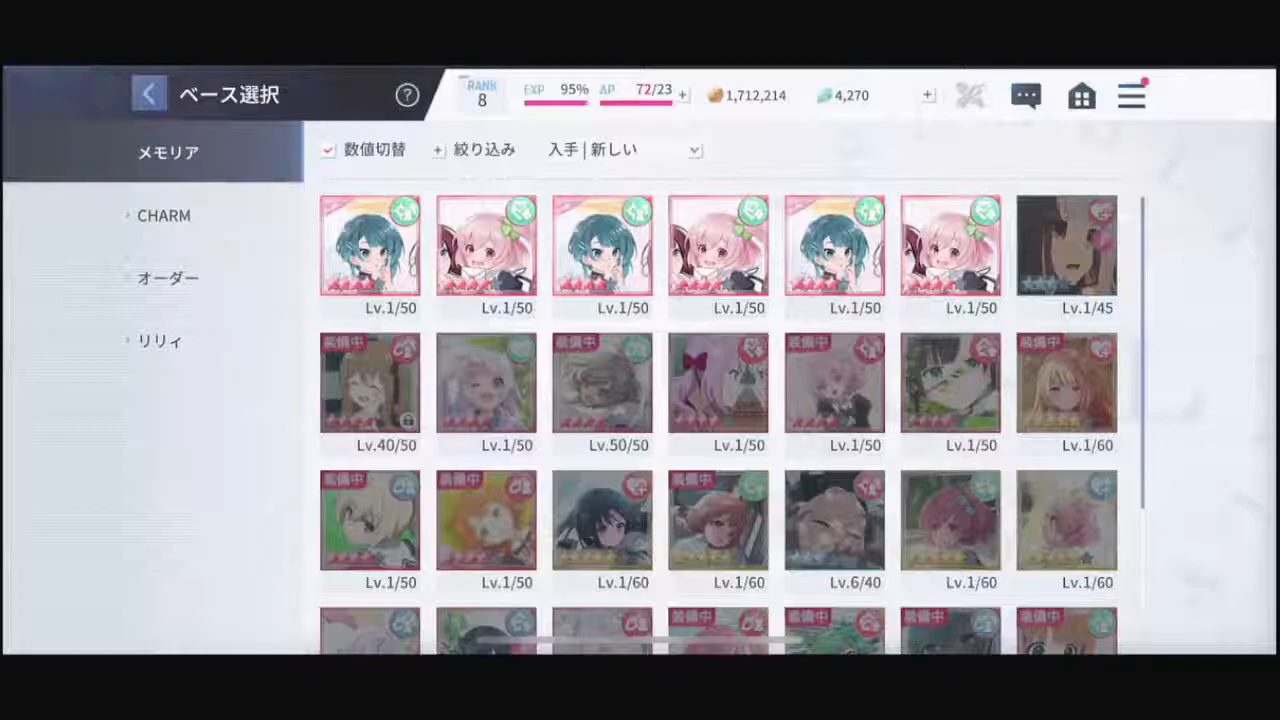 ベース選択
?
RANK
8
EXP 95%
AP 72/23
1,712,214
4,270
メモリア
数値切替
絞り込み
入手|新しい
CHARM
オーダー
リリィ
Lv.1/50
Lv.1/50
Lv.1/50
Lv.1/50
Lv.1/50
Lv.1/50
Lv.1/45
装備中
装備中
装備中
装備中
Lv.40/50
Lv.1/50
Lv.50/50
Lv.1/50
Lv.1/50
Lv.1/50
Lv.1/60
装備中
装備中
装備中
Lv.1/50
Lv.1/50
Lv.1/60
Lv.1/60
Lv.6/40
Lv.1/60
Lv.1/60
装備中
装備中
装備中
装備中